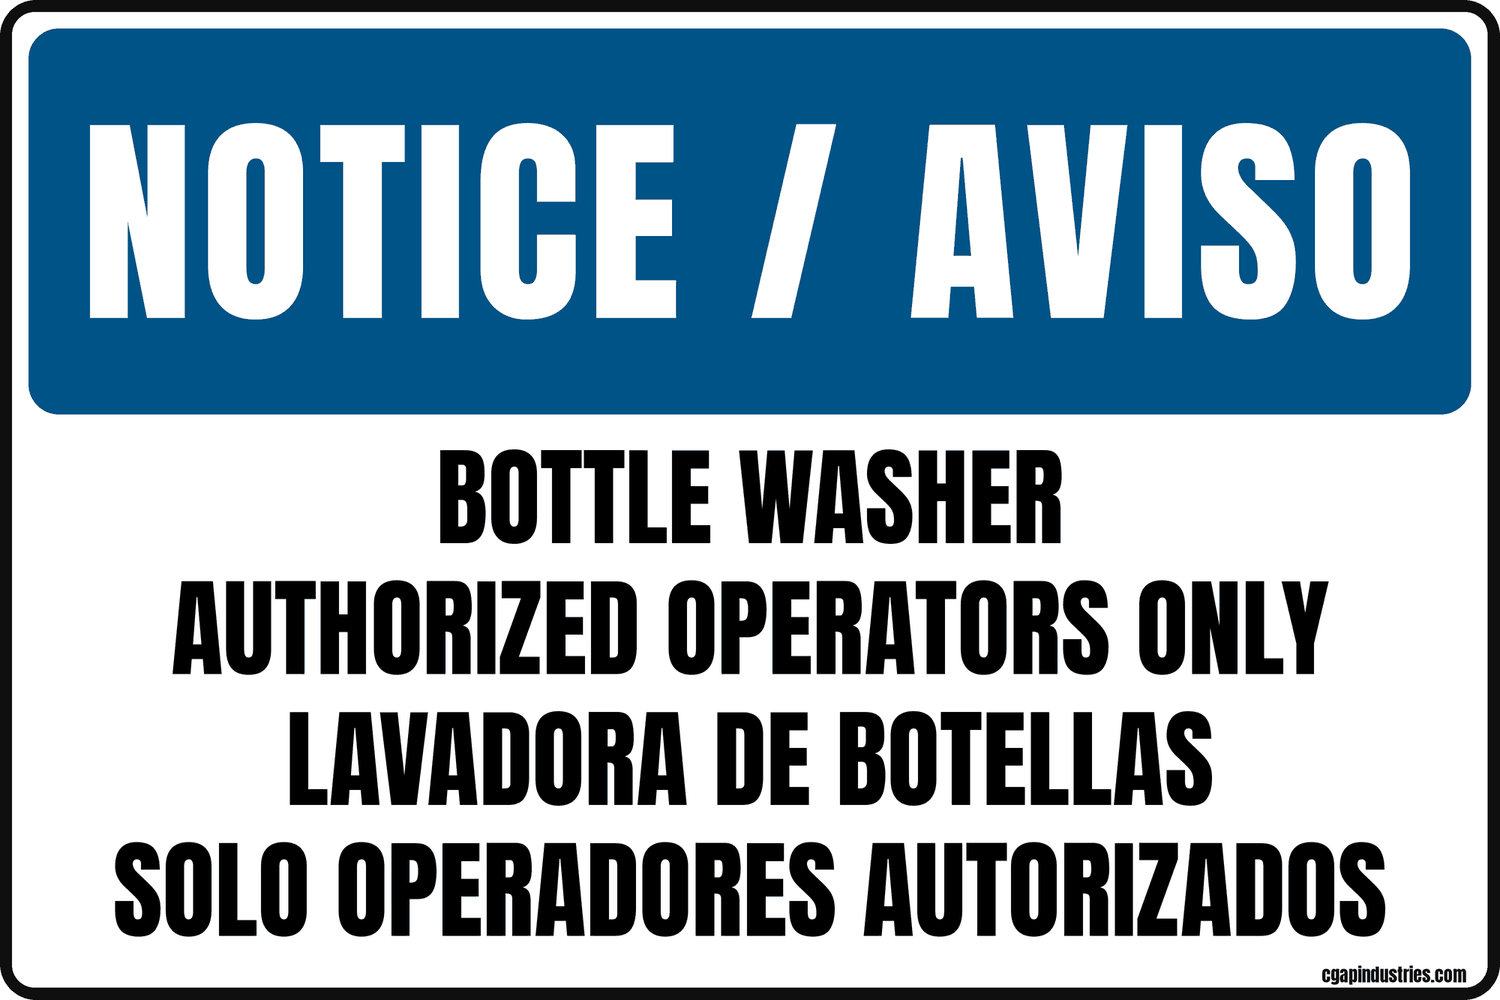 NOTICE / AVISO
BOTTLE WASHER
AUTHORIZED OPERATORS ONLY
LAVADORA DE BOTELLAS
SOLO OPERADORES AUTORIZADOS
cgapindustries.com